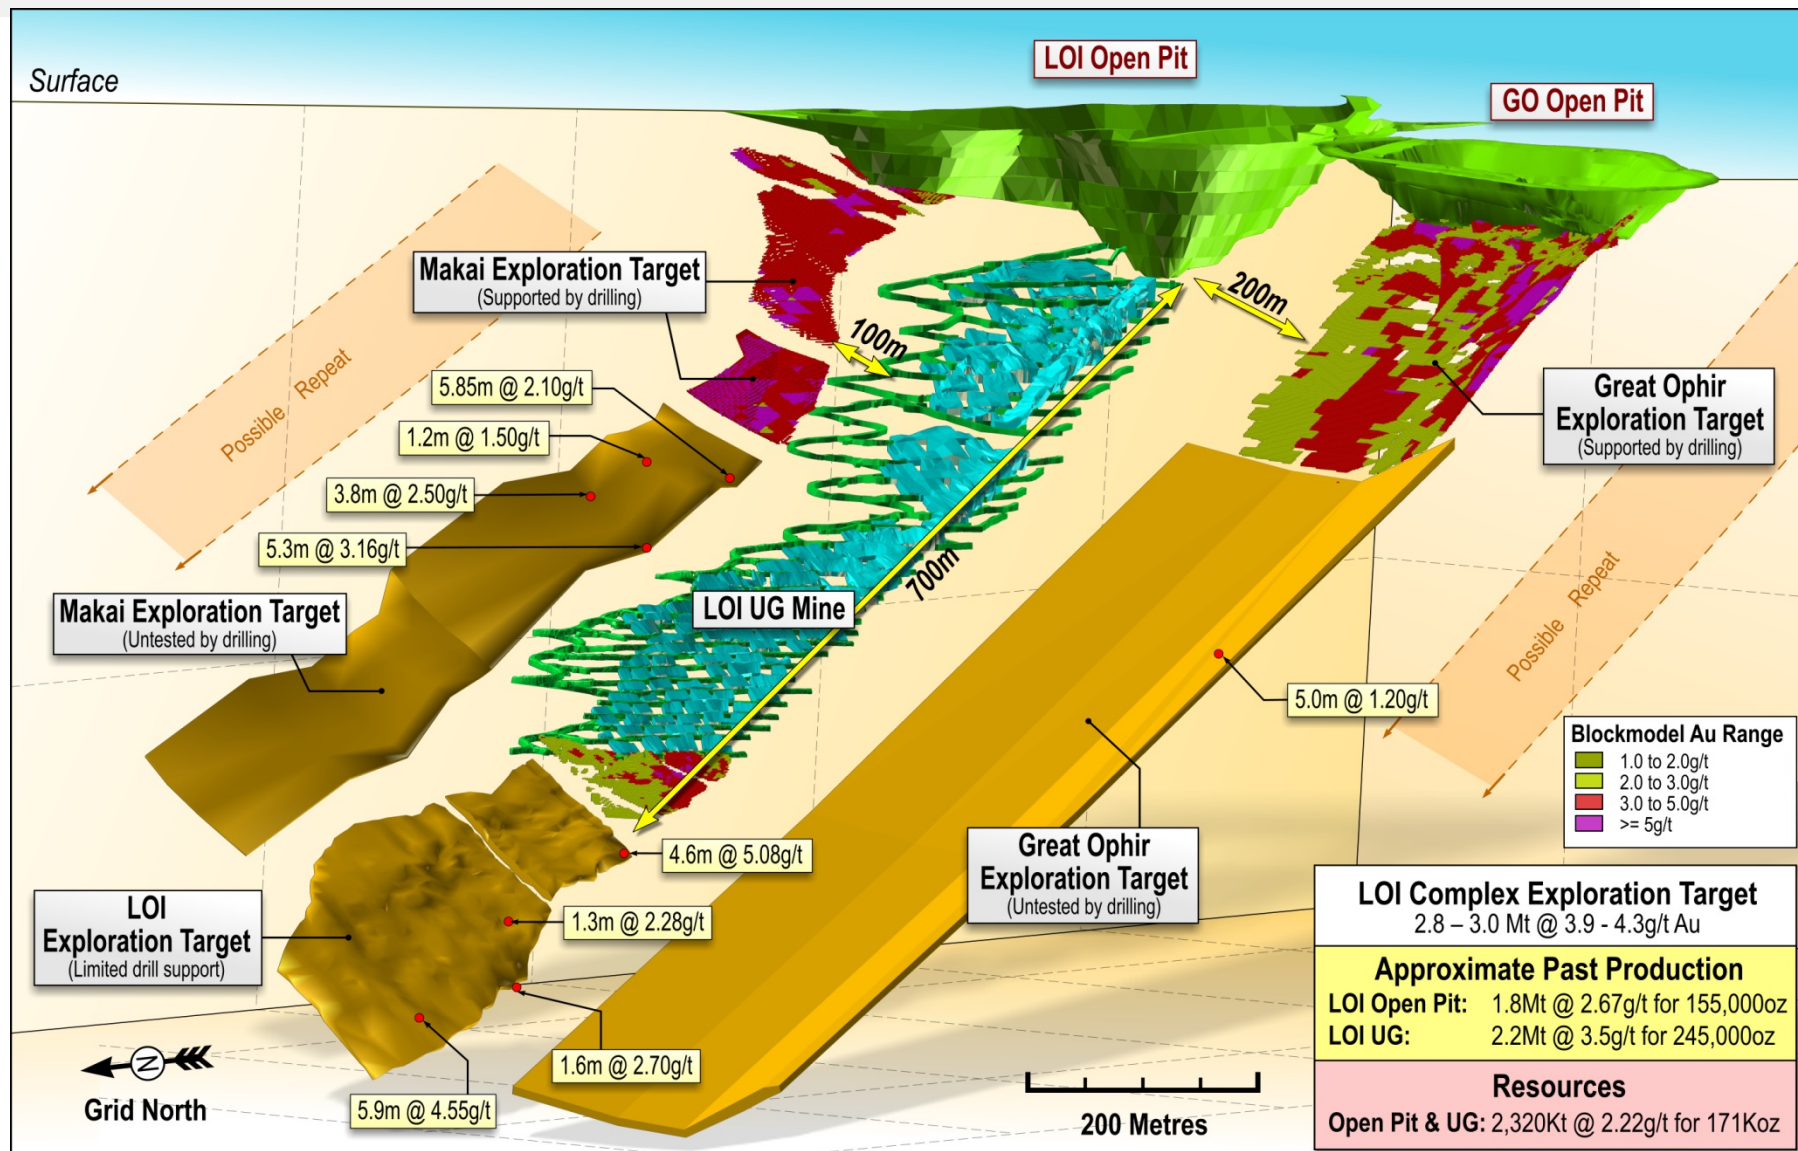 Surface
LOI Open Pit
GO Open Pit
Makai Exploration Target
(Supported by drilling)
200m
100m
Possible Repeat
5.85m @ 2.10g/t
1.2m @ 1.50g/t
3.8m @ 2.50g/t
5.3m @ 3.16g/t
Great Ophir
Exploration Target
(Supported by drilling)
Makai Exploration Target
(Untested by drilling)
LOI UG Mine
700m
Possible Repeat
5.0m @ 1.20g/t
Blockmodel Au Range
1.0 to 2.0g/t
2.0 to 3.0g/t
3.0 to 5.0g/t
>= 5g/t
4.6m @ 5.08g/t
1.3m @ 2.28g/t
1.6m @ 2.70g/t
5.9m @ 4.55g/t
LOI
Exploration Target
(Limited drill support)
Great Ophir
Exploration Target
(Untested by drilling)
LOI Complex Exploration Target
2.8 – 3.0 Mt @ 3.9 - 4.3g/t Au
Approximate Past Production
LOI Open Pit: 1.8Mt @ 2.67g/t for 155,000oz
LOI UG: 2.2Mt @ 3.5g/t for 245,000oz
Resources
Open Pit & UG: 2,320Kt @ 2.22g/t for 171Koz
N
Grid North
200 Metres